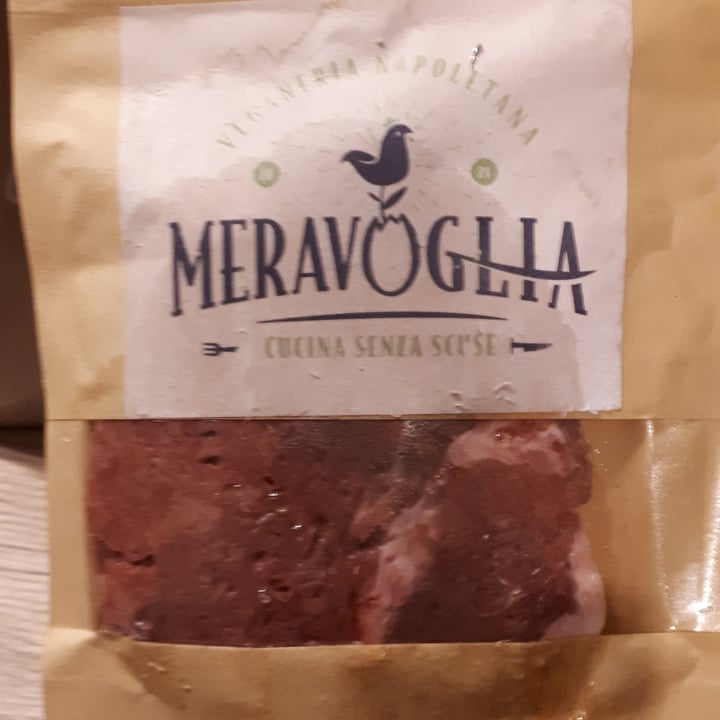 VEGANERIA NAPOLETANA
MERAVOGLIA
CUCINA SENZA SCUSE